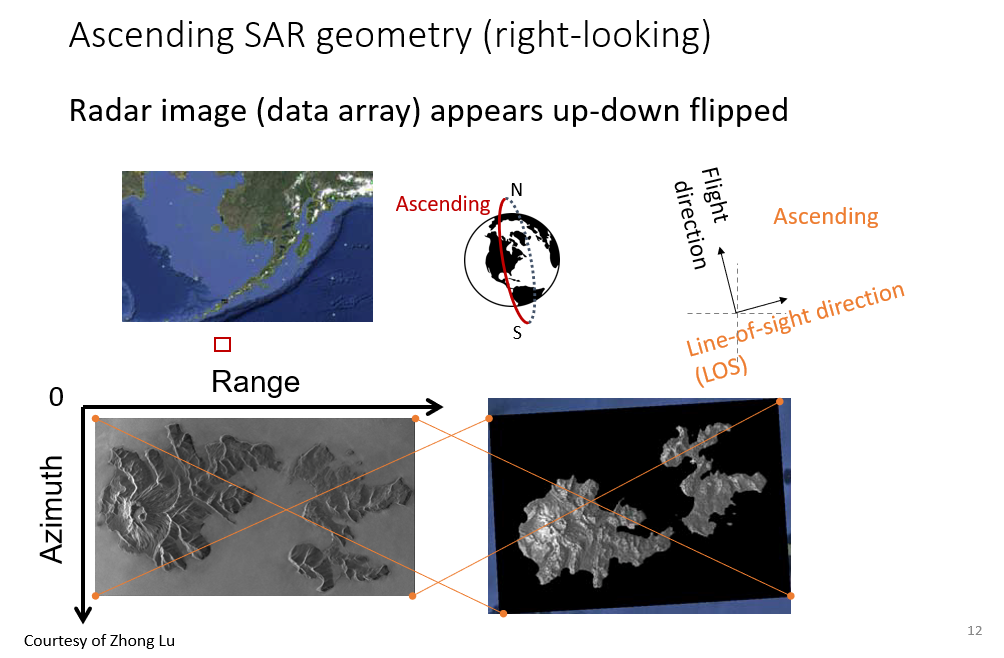 Ascending SAR geometry (right-looking)
Radar image (data array) appears up-down flipped
Ascending
N
S
Flight
direction
Ascending
Line-of-sight direction
(LOS)
0
Range
Azimuth
Courtesy of Zhong Lu
12